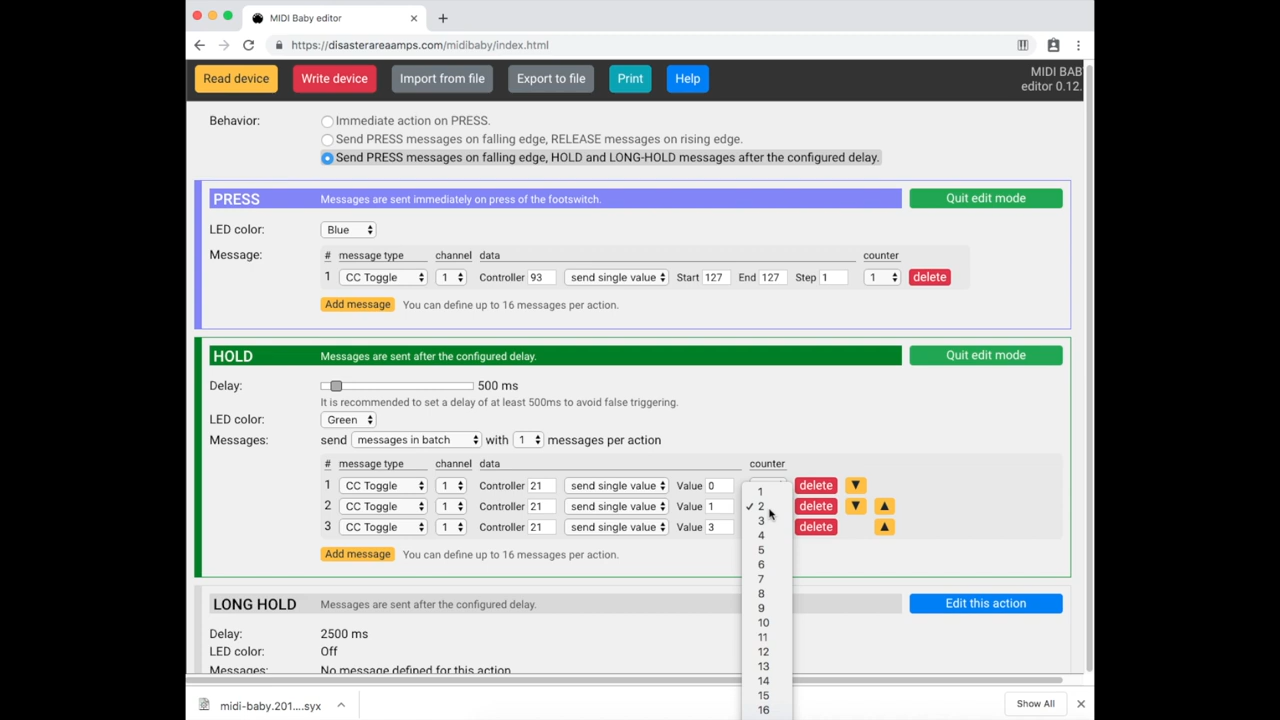 MIDI Baby editor
https://disasterareaamps.com/midibaby/index.html
Read device Write device Import from file Export to file Print Help MIDI BAB
editor 0.12.
Behavior: Immediate action on PRESS.
Send PRESS messages on falling edge, RELEASE messages on rising edge.
Send PRESS messages on falling edge, HOLD and LONG-HOLD messages after the configured delay.
PRESS Messages are sent immediately on press of the footswitch. Quit edit mode
LED color: Blue
Message: # message type channel data counter
1 CC Toggle 1 Controller 93 send single value Start 127 End 127 Step 1 1 delete
Add message You can define up to 16 messages per action.
HOLD Messages are sent after the configured delay. Quit edit mode
Delay: 500 ms
It is recommended to set a delay of at least 500ms to avoid false triggering.
LED color: Green
Messages: send messages in batch with 1 messages per action
# message type channel data counter
1 CC Toggle 1 Controller 21 send single value Value 0 delete ▼
2 CC Toggle 1 Controller 21 send single value Value 1 delete ▼ ▲
3 CC Toggle 1 Controller 21 send single value Value 3 delete ▲
1
✓ 2
3
4
5
6
7
8
9
10
11
12
13
14
15
16
Add message You can define up to 16 messages per action.
LONG HOLD Messages are sent after the configured delay. Edit this action
Delay: 2500 ms
LED color: Off
Messages: No message defined for this action
midi-baby.201....syx Show All